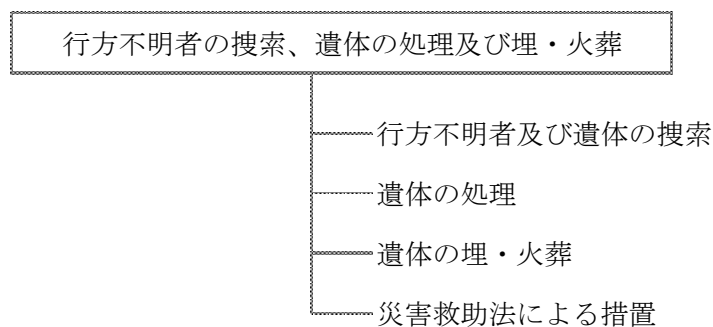 行方不明者の捜索、遺体の処理及び埋・火葬
行方不明者及び遺体の捜索
遺体の処理
遺体の埋・火葬
災害救助法による措置